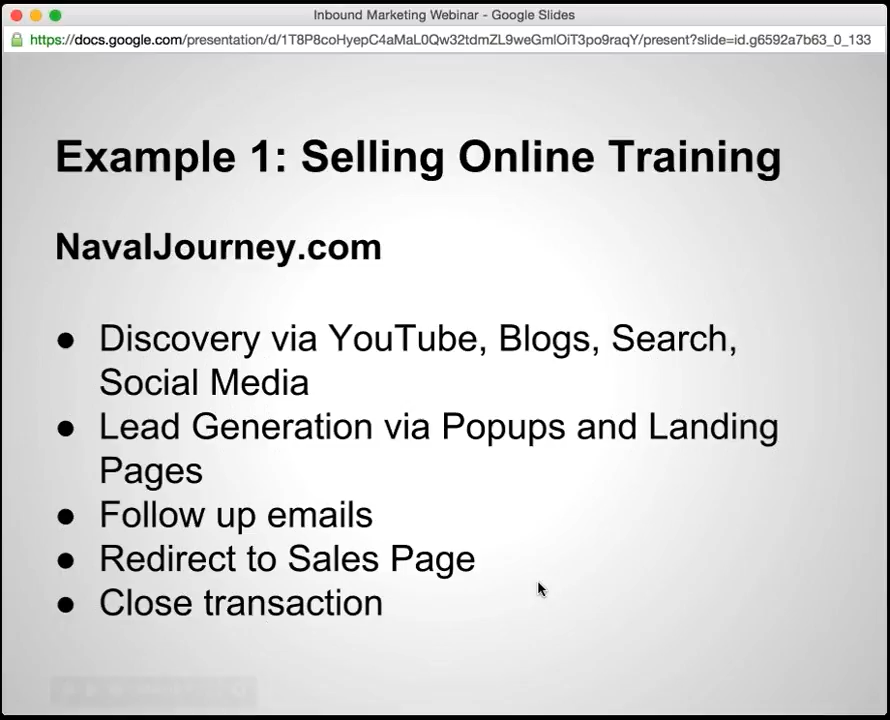 Inbound Marketing Webinar - Google Slides
https://docs.google.com/presentation/d/1T8P8coHyepC4aMaL0Qw32tdmZL9weGmlOiT3po9raqY/present?slide=id.g6592a7b63_0_133
Example 1: Selling Online Training
NavalJourney.com
● Discovery via YouTube, Blogs, Search,
Social Media
● Lead Generation via Popups and Landing
Pages
● Follow up emails
● Redirect to Sales Page
● Close transaction